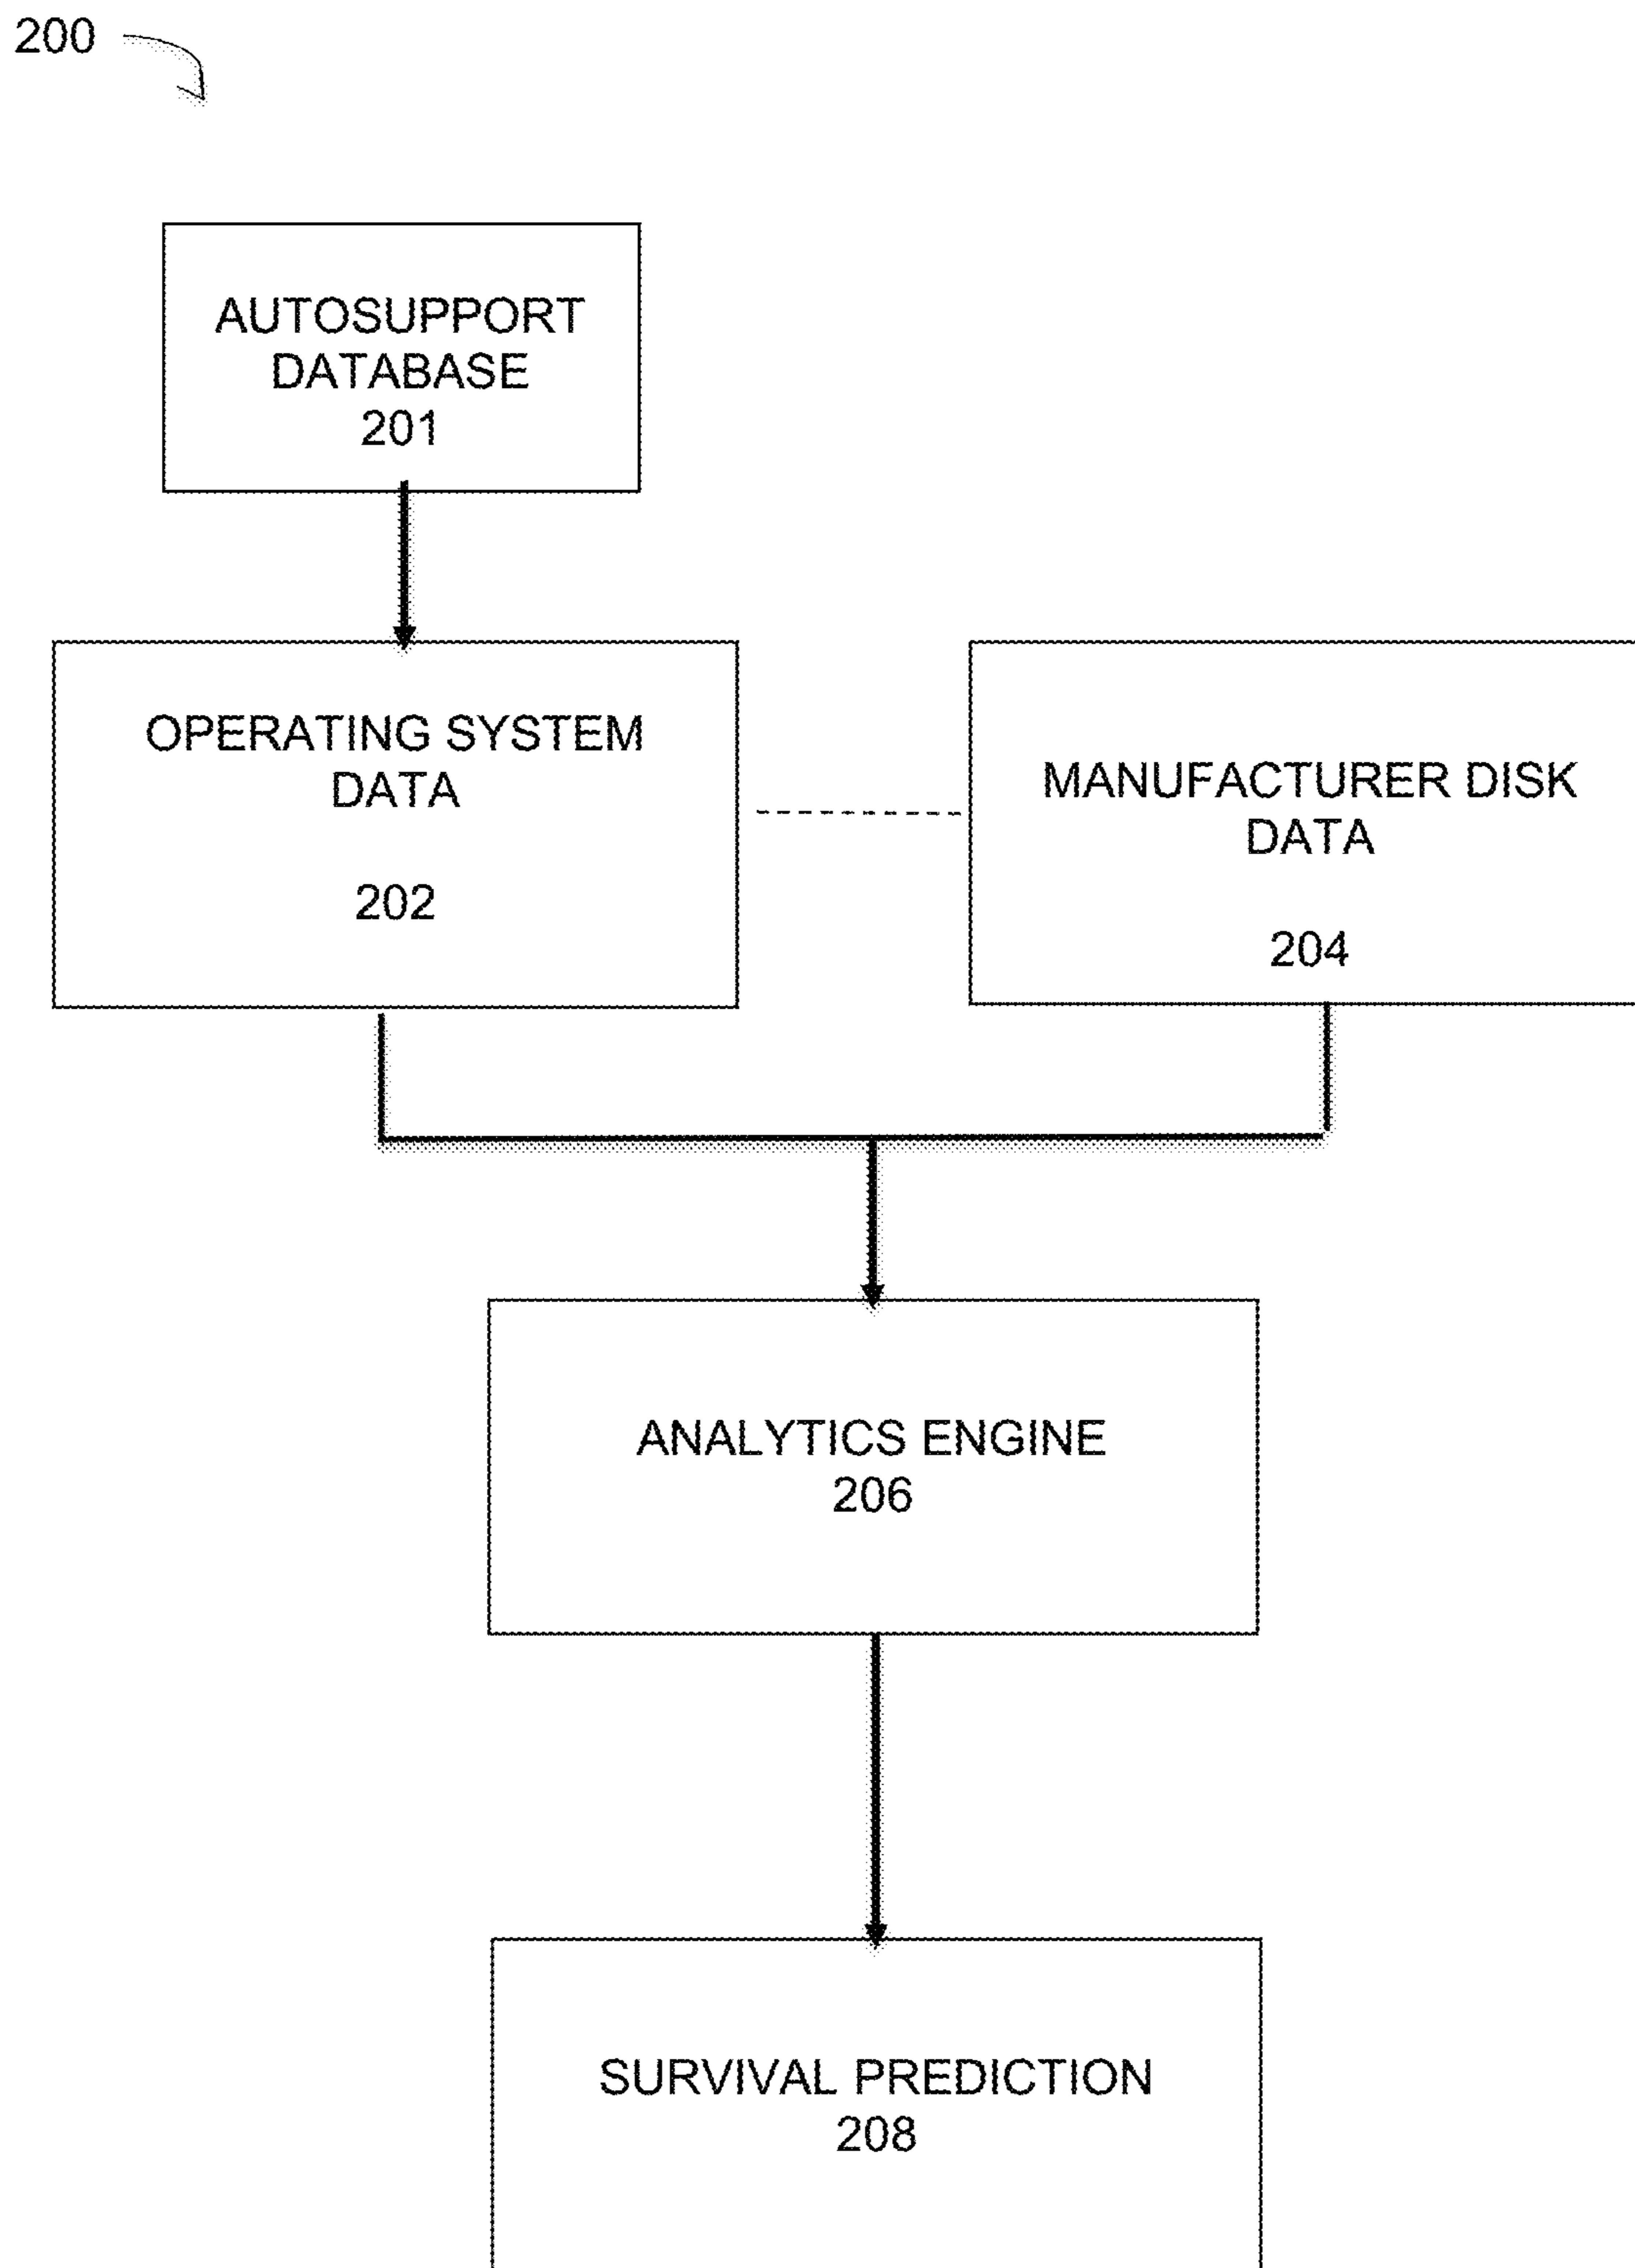 200
AUTOSUPPORT
DATABASE
201
OPERATING SYSTEM
DATA
202
MANUFACTURER DISK
DATA
204
ANALYTICS ENGINE
206
SURVIVAL PREDICTION
208